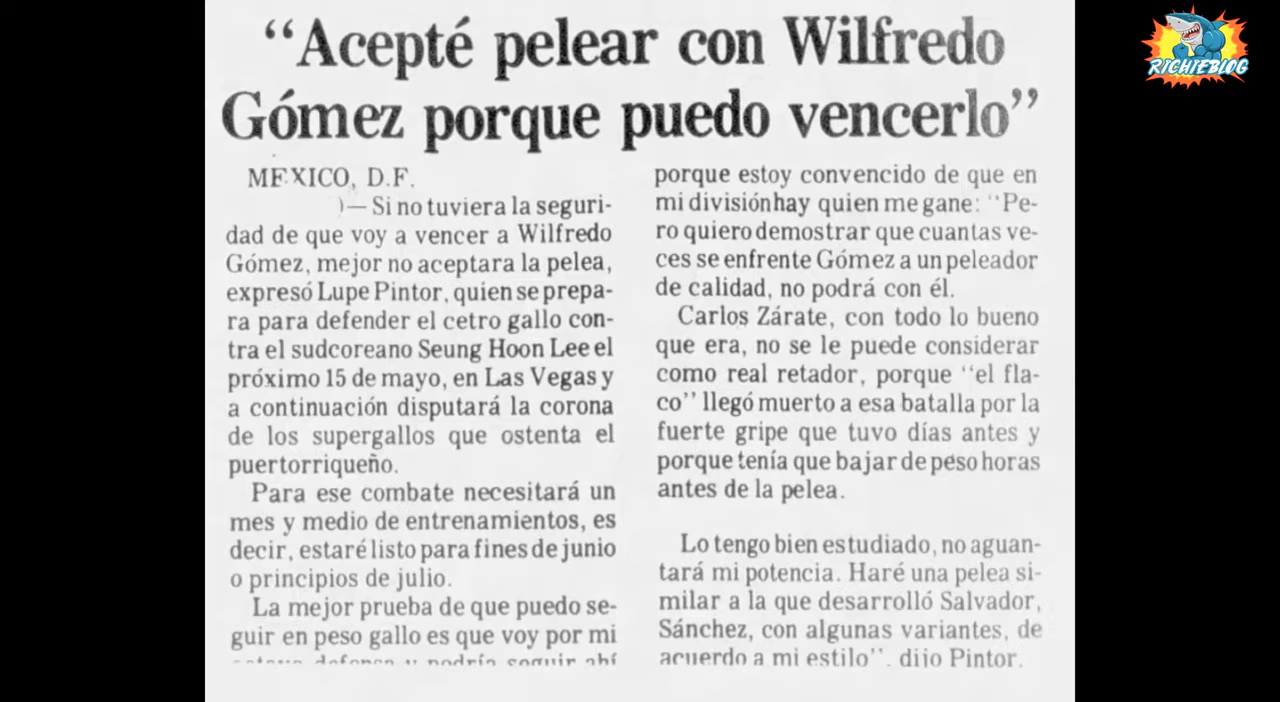 “Acepté pelear con Wilfredo
Gómez porque puedo vencerlo”
MEXICO, D.F.
)— Si no tuviera la seguri-
dad de que voy a vencer a Wilfredo
Gómez, mejor no aceptara la pelea,
expresó Lupe Pintor, quien se prepa-
ra para defender el cetro gallo con-
tra el sudcoreano Seung Hoon Lee el
próximo 15 de mayo, en Las Vegas y
a continuación disputará la corona
de los supergallos que ostenta el
puertorriqueño.
Para ese combate necesitará un
mes y medio de entrenamientos, es
decir, estaré listo para fines de junio
o principios de julio.
La mejor prueba de que puedo se-
guir en peso gallo es que voy por mi
defensa y podría seguir ahí
porque estoy convencido de que en
mi división hay quien me gane: “Pe-
ro quiero demostrar que cuantas ve-
ces se enfrente Gómez a un peleador
de calidad, no podrá con él.
Carlos Zárate, con todo lo bueno
que era, no se le puede considerar
como real retador, porque “el fla-
co” llegó muerto a esa batalla por la
fuerte gripe que tuvo días antes y
porque tenía que bajar de peso horas
antes de la pelea.
Lo tengo bien estudiado, no aguan-
tará mi potencia. Haré una pelea si-
milar a la que desarrolló Salvador,
Sánchez, con algunas variantes, de
acuerdo a mi estilo”. dijo Pintor.
RICHIEBLOG